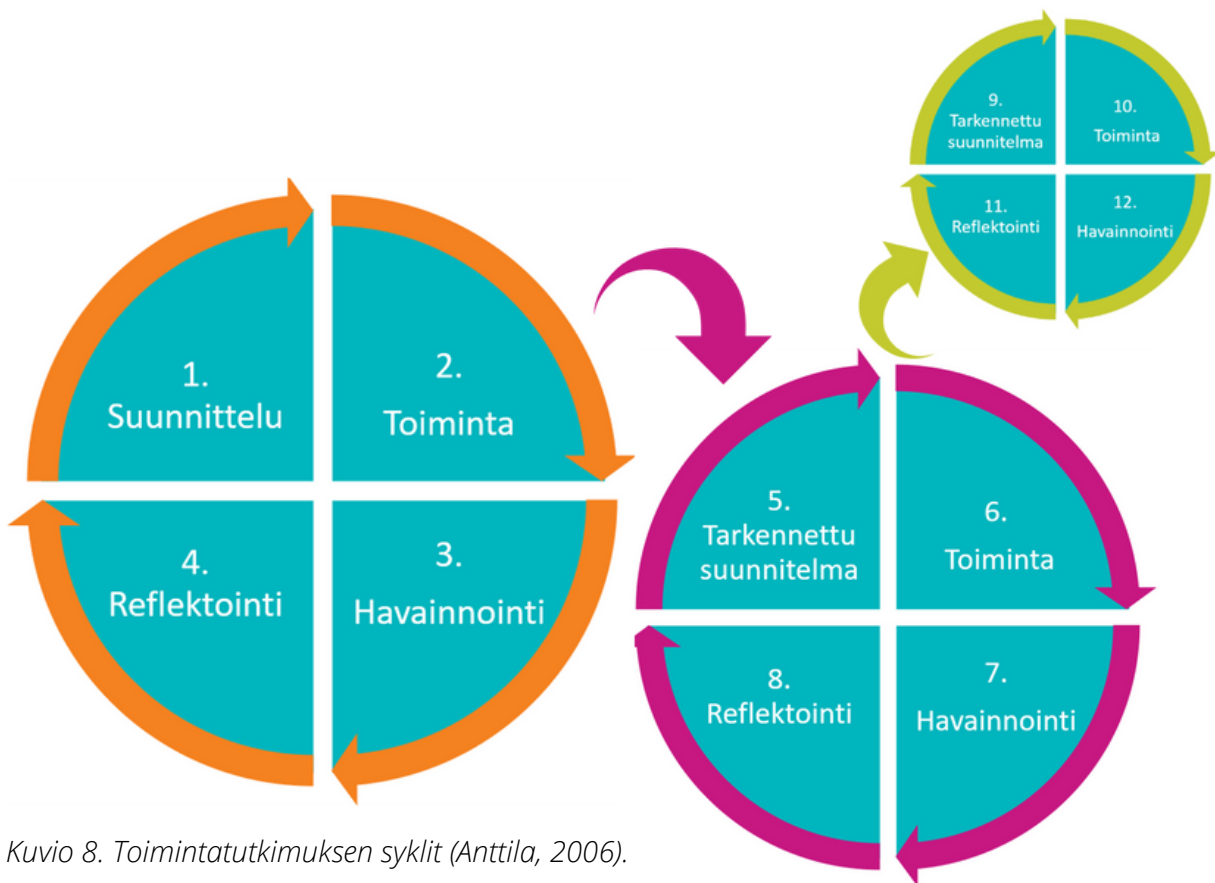 1.
Suunnittelu
2.
Toiminta
4.
Reflektointi
3.
Havainnointi
5.
Tarkennettu
suunnitelma
6.
Toiminta
8.
Reflektointi
7.
Havainnointi
9.
Tarkennettu
suunnitelma
10.
Toiminta
11.
Reflektointi
12.
Havainnointi
Kuvio 8. Toimintatutkimuksen syklit (Anttila, 2006).